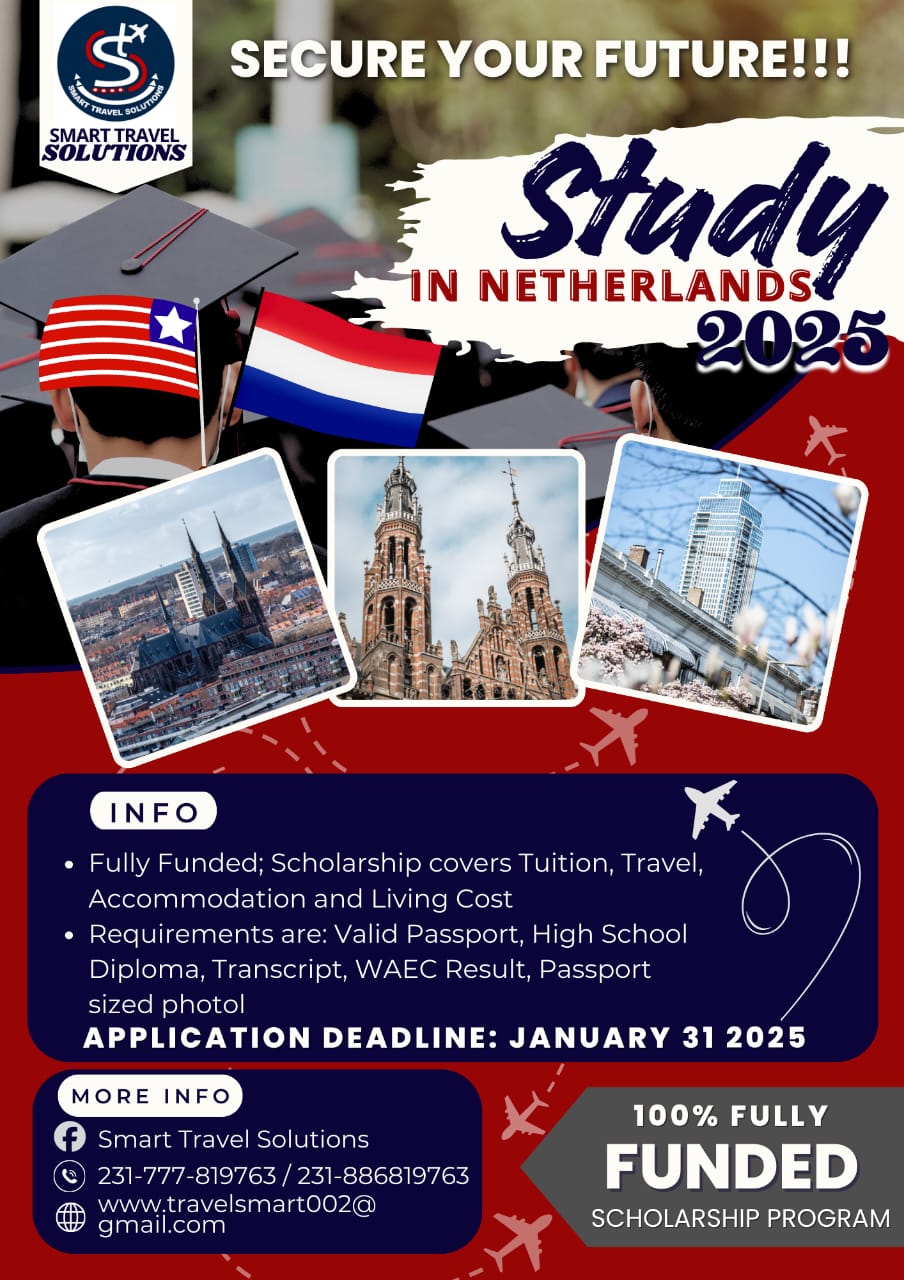 SMART TRAVEL SOLUTIONS
SMART TRAVEL
SOLUTIONS
SECURE YOUR FUTURE!!!
Study
IN NETHERLANDS
2025
INFO
• Fully Funded; Scholarship covers Tuition, Travel,
Accommodation and Living Cost
• Requirements are: Valid Passport, High School
Diploma, Transcript, WAEC Result, Passport
sized photol
APPLICATION DEADLINE: JANUARY 31 2025
MORE INFO
Smart Travel Solutions
231-777-819763 / 231-886819763
www.travelsmart002@
gmail.com
100% FULLY
FUNDED
SCHOLARSHIP PROGRAM